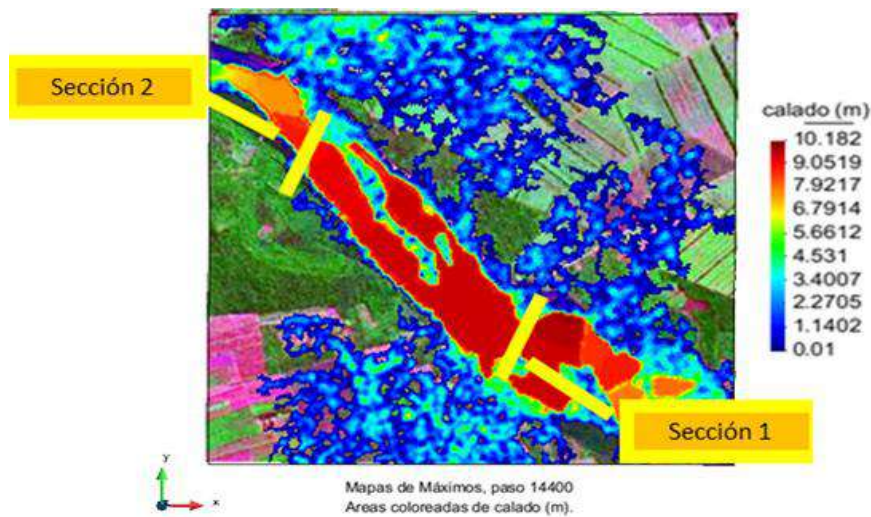 Sección 2
calado (m)
10.182
9.0519
7.9217
6.7914
5.6612
4.531
3.4007
2.2705
1.1402
0.01
Sección 1
y
x
Mapas de Máximos, paso 14400
Areas coloreadas de calado (m).